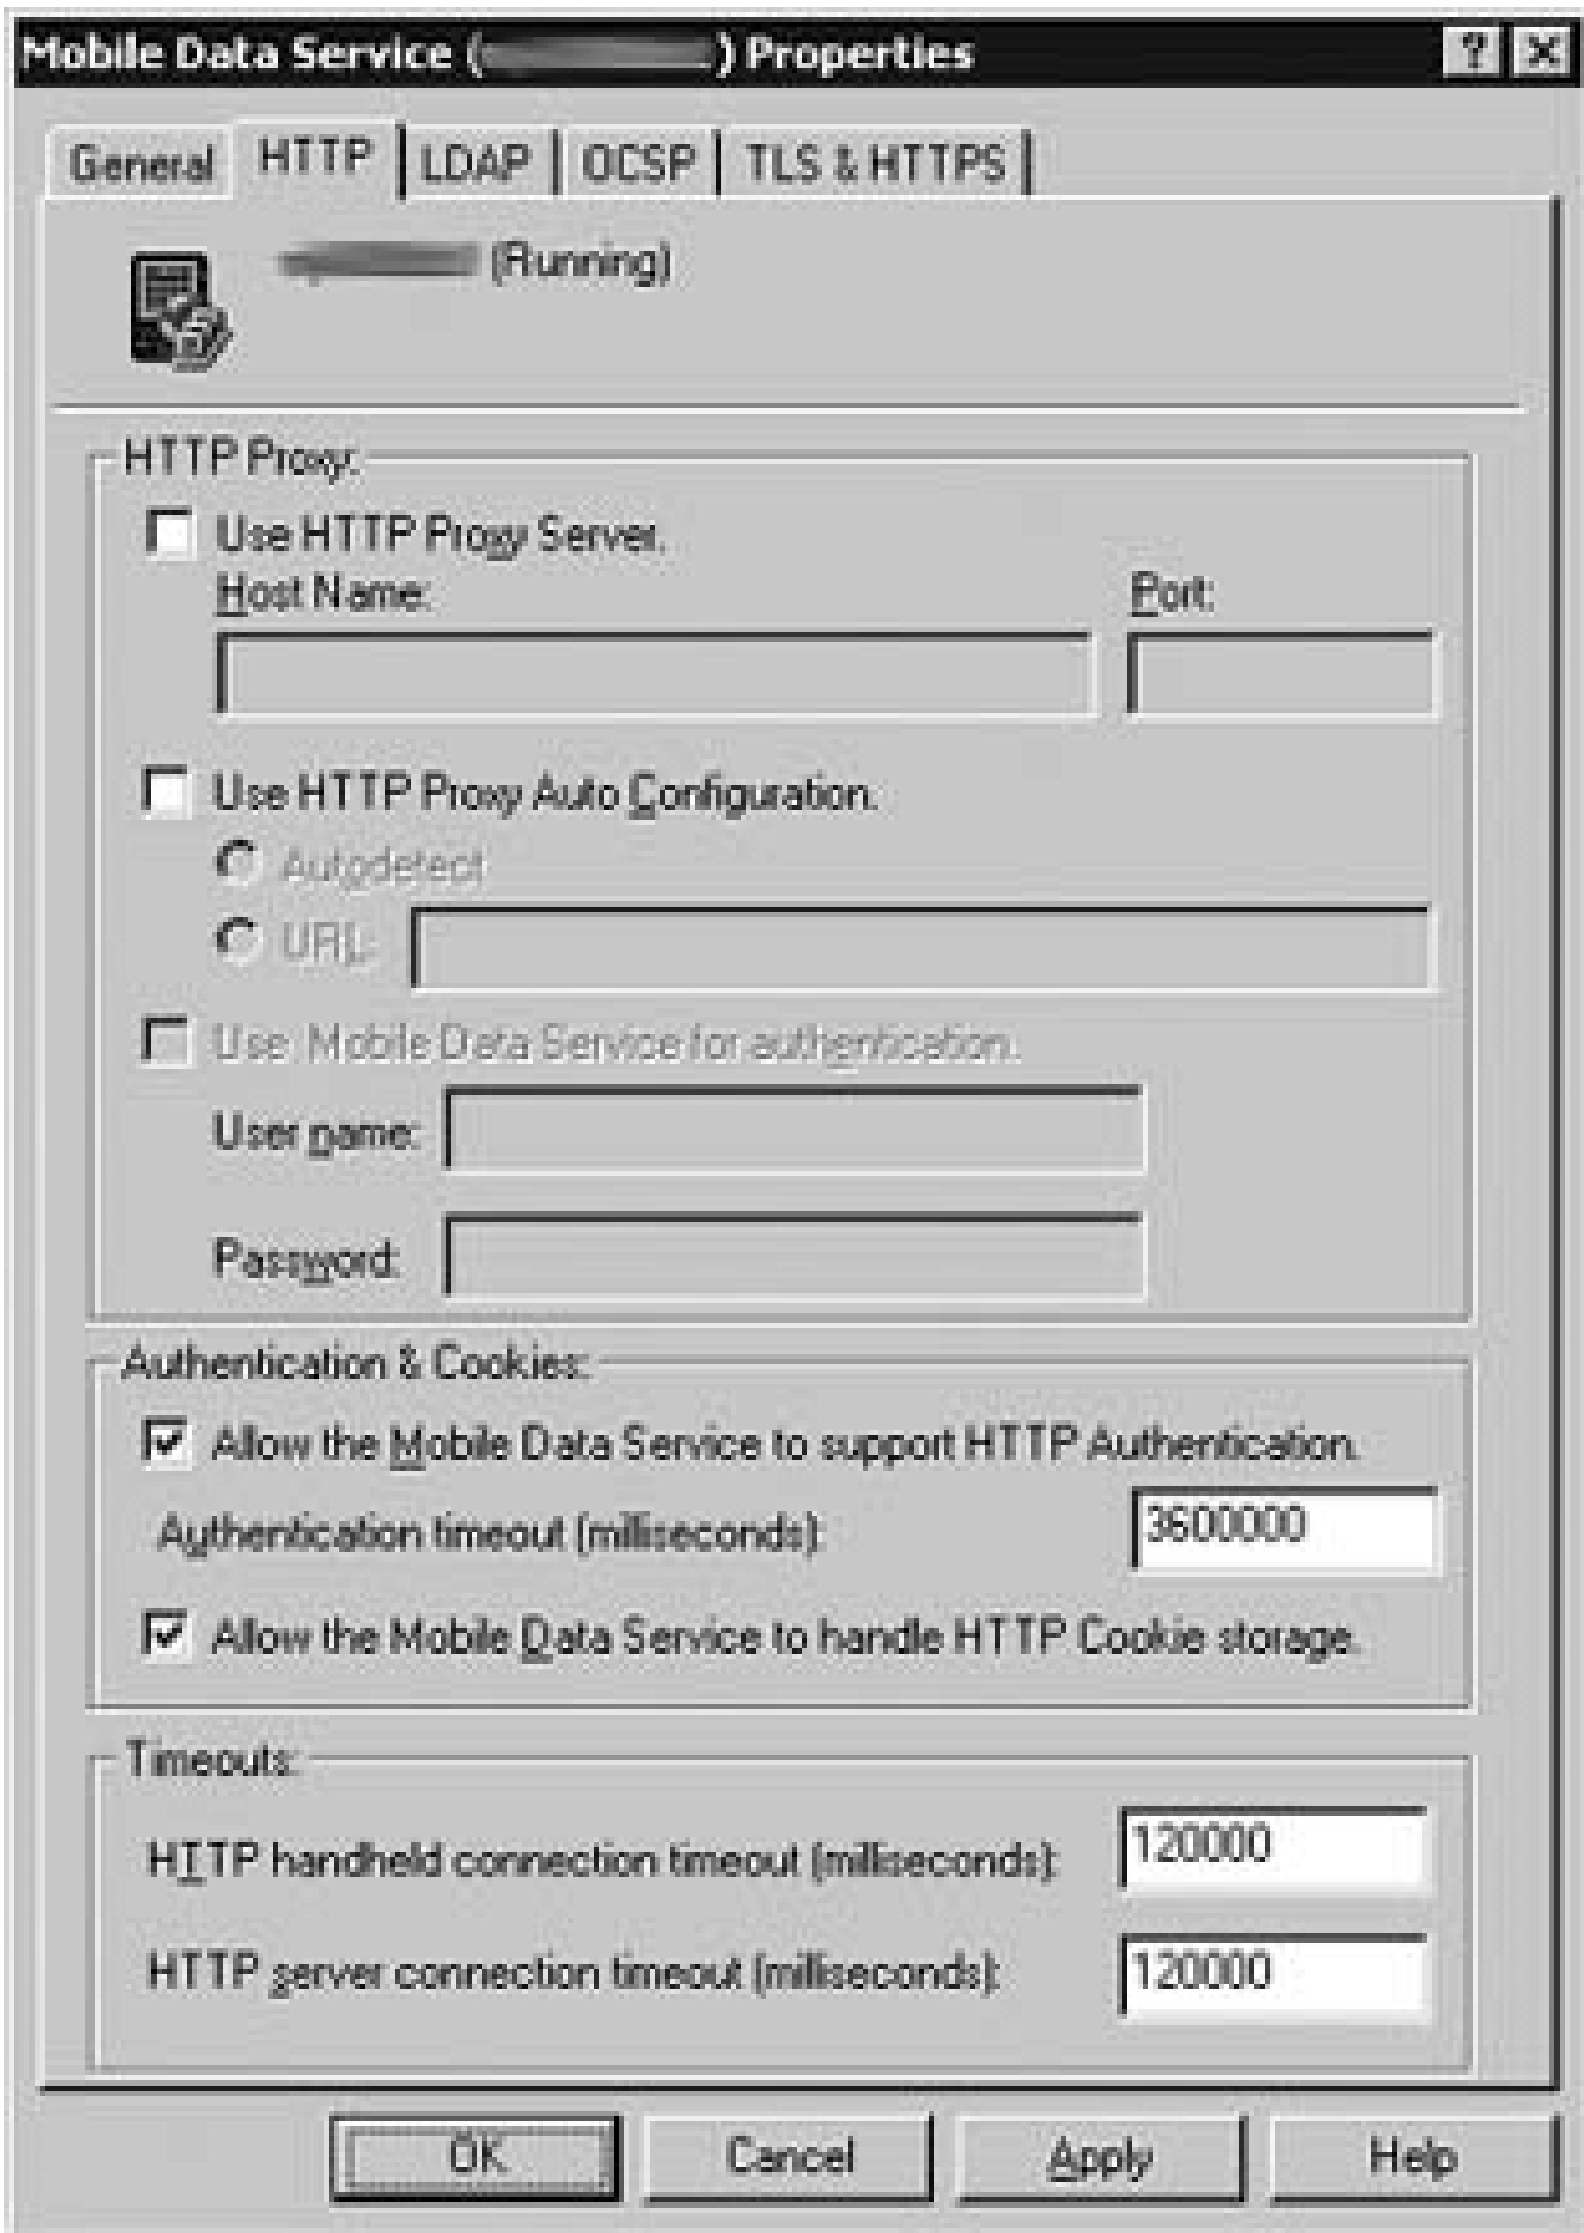 Mobile Data Service ( ) Properties
General HTTP LDAP OCSP TLS & HTTPS
(Running)
HTTP Proxy:
Use HTTP Proxy Server.
Host Name: Port:
Use HTTP Proxy Auto Configuration.
Autodetect
URL:
Use Mobile Data Service for authentication.
User name:
Password:
Authentication & Cookies:
Allow the Mobile Data Service to support HTTP Authentication.
Authentication timeout (milliseconds): 3600000
Allow the Mobile Data Service to handle HTTP Cookie storage.
Timeouts:
HTTP handheld connection timeout (milliseconds): 120000
HTTP server connection timeout (milliseconds): 120000
OK Cancel Apply Help